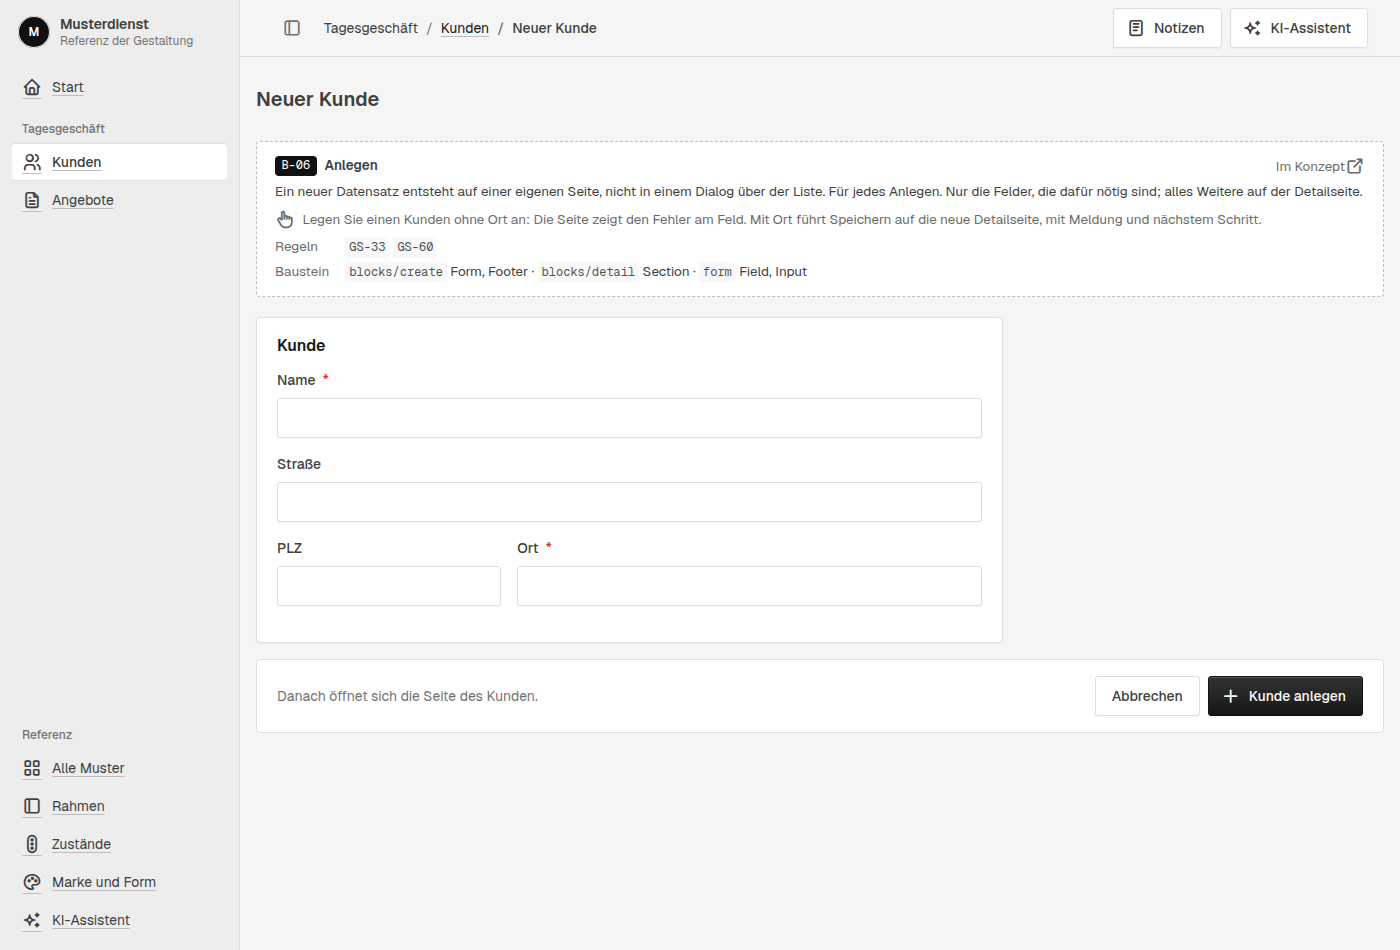 M
Musterdienst
Referenz der Gestaltung
Start
Tagesgeschäft
Kunden
Angebote
Referenz
Alle Muster
Rahmen
Zustände
Marke und Form
KI-Assistent
Tagesgeschäft / Kunden / Neuer Kunde
Notizen
KI-Assistent
Neuer Kunde
B-06 Anlegen
Im Konzept
Ein neuer Datensatz entsteht auf einer eigenen Seite, nicht in einem Dialog über der Liste. Für jedes Anlegen. Nur die Felder, die dafür nötig sind; alles Weitere auf der Detailseite.
Legen Sie einen Kunden ohne Ort an: Die Seite zeigt den Fehler am Feld. Mit Ort führt Speichern auf die neue Detailseite, mit Meldung und nächstem Schritt.
Regeln GS-33 GS-60
Baustein blocks/create Form, Footer · blocks/detail Section · form Field, Input
Kunde
Name *
Straße
PLZ
Ort *
Danach öffnet sich die Seite des Kunden.
Abbrechen
Kunde anlegen